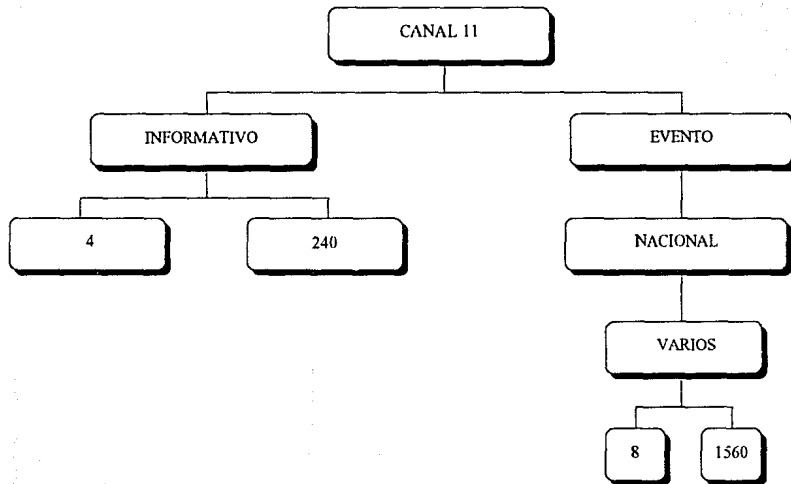 CANAL 11
INFORMATIVO
EVENTO
4
240
NACIONAL
VARIOS
8
1560